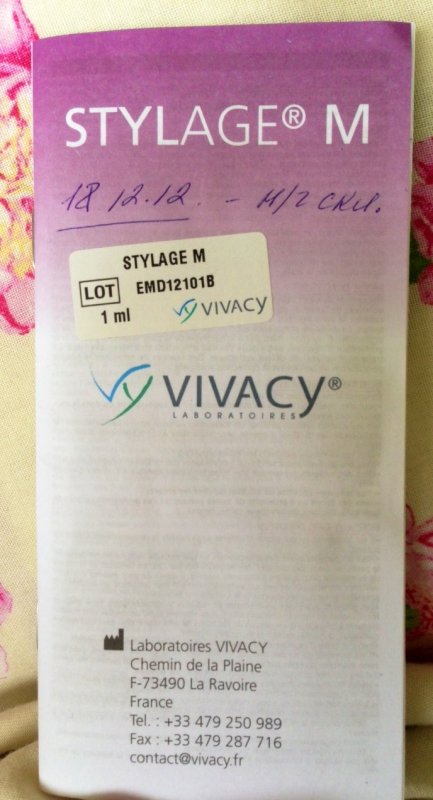 STYLAGE® M
18 12.12. - н/г скл.
STYLAGE M
LOT EMD12101B
1 ml VIVACY
VIVACY®
LABORATOIRES
Laboratoires VIVACY
Chemin de la Plaine
F-73490 La Ravoire
France
Tel. : +33 479 250 989
Fax : +33 479 287 716
contact@vivacy.fr